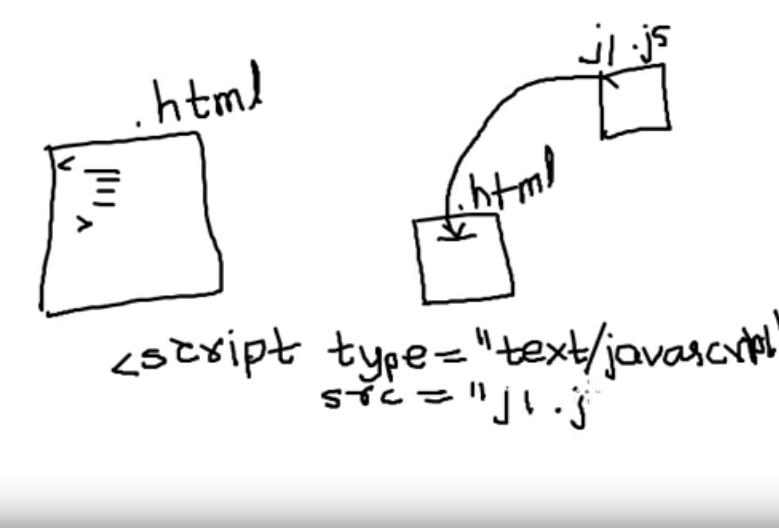 .html
j1.js
<
>
.html
<script type="text/javascript"
src="j1.j